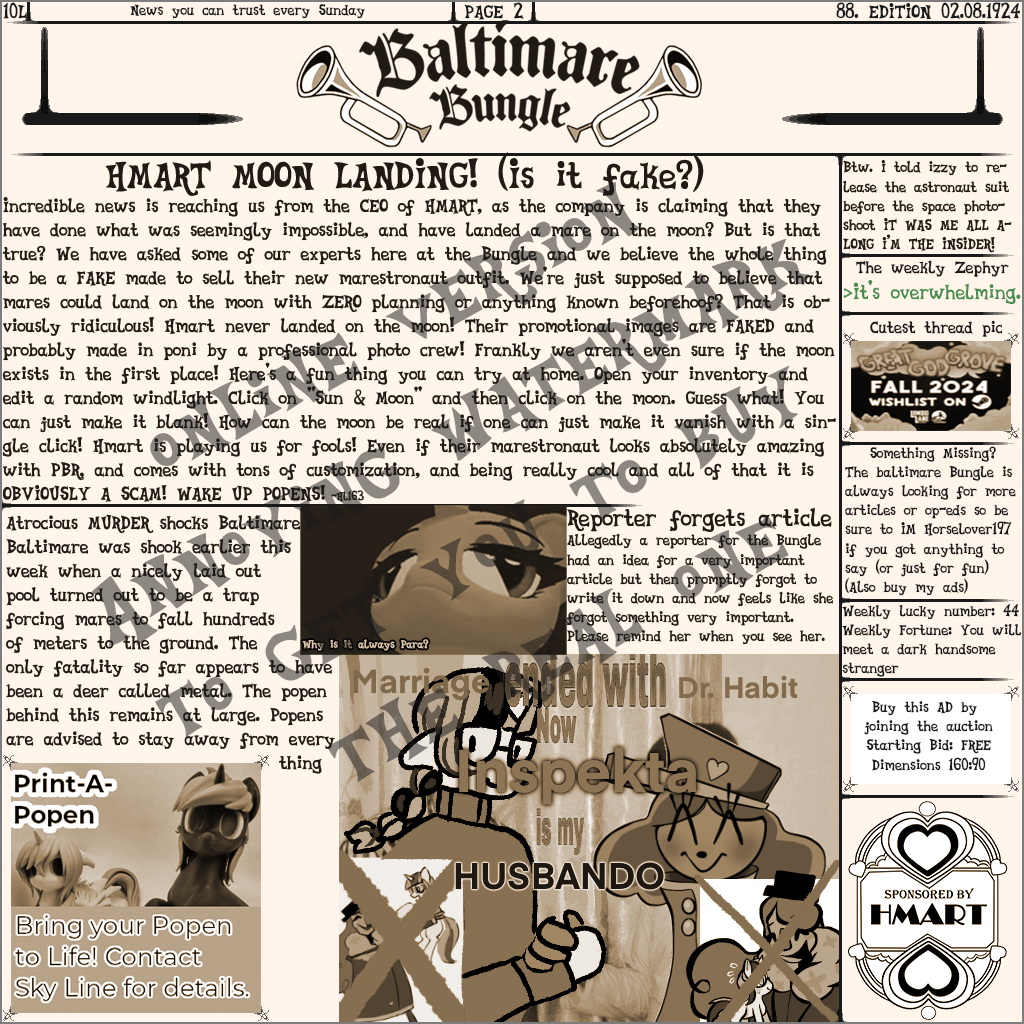 10L
News you can trust every Sunday
PAGE 2
88. EDITION 02.08.1924
Baltimare
Bungle
HMART MOON LANDING! (is it fake?)
incredible news is reaching us from the CEO of HMART, as the company is claiming that they
have done what was seemingly impossible, and have landed a mare on the moon? But is that
true? We have asked some of our experts here at the Bungle and we believe the whole thing
to be a FAKE made to sell their new marestronaut outfit. We're just supposed to believe that
mares could land on the moon with ZERO planning or anything known beforehoof? That is ob-
viously ridiculous! Hmart never landed on the moon! Their promotional images are FAKED and
probably made in poni by a professional photo crew! Frankly we aren't even sure if the moon
exists in the first place! Here's a fun thing you can try at home. Open your inventory and
edit a random windlight. Click on "Sun & Moon" and then click on the moon. Guess what! You
can just make it blank! How can the moon be real if one can just make it vanish with a sin-
gle click! Hmart is playing us for fools! Even if their marestronaut looks absolutely amazing
with PBR, and comes with tons of customization, and being really cool and all of that it is
OBVIOUSLY A SCAM! WAKE UP POPENS! ~HL163
Atrocious MURDER shocks Baltimare
Baltimare was shook earlier this
week when a nicely laid out
pool turned out to be a trap
forcing mares to fall hundreds
of meters to the ground. The
only fatality so far appears to have
been a deer called metal. The popen
behind this remains at large. Popens
are advised to stay away from every
thing
Why is it always Para?
Reporter forgets article
Allegedly a reporter for the Bungle
had an idea for a very important
article but then promptly forgot to
write it down and now feels like she
forgot something very important.
Please remind her when you see her.
Print-A-
Popen
Bring your Popen
to Life! Contact
Sky Line for details.
Marriage ended with Dr. Habit
Now
Inspekta
is my
HUSBANDO
Btw. i told izzy to re-
lease the astronaut suit
before the space photo-
shoot IT WAS ME ALL A-
LONG I'M THE INSIDER!
The weekly Zephyr
>it's overwhelming.
Cutest thread pic
GREAT GOD GROVE
FALL 2024
WISHLIST ON
LIMBO
LANE
Something Missing?
The baltimare Bungle is
always looking for more
articles or op-eds so be
sure to iM Horselover197
if you got anything to
say (or just for fun)
(Also buy my ads)
Weekly lucky number: 44
Weekly Fortune: You will
meet a dark handsome
stranger
Buy this AD by
joining the auction
Starting Bid: FREE
Dimensions 160:90
SPONSORED BY
HMART
ONLINE VERSION
ANNOYING WATERMARK
TO GET YOU TO BUY
THE REAL ONE